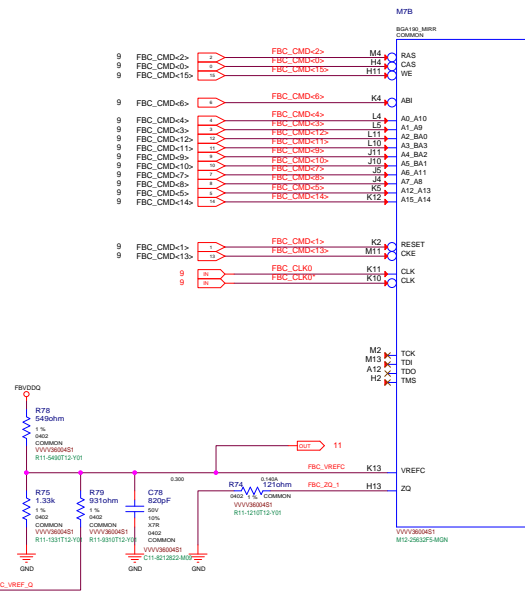 M7B
BGA190_MIRR
COMMON
9 FBC_CMD<2> 2 FBC_CMD<2> M4 RAS
9 FBC_CMD<0> 0 FBC_CMD<0> H4 CAS
9 FBC_CMD<15> 15 FBC_CMD<15> H11 WE
9 FBC_CMD<6> 6 FBC_CMD<6> K4 ABI
9 FBC_CMD<4> 4 FBC_CMD<4> L4 A0_A10
9 FBC_CMD<3> 3 FBC_CMD<3> L5 A1_A9
9 FBC_CMD<12> 12 FBC_CMD<12> L11 A2_BA0
9 FBC_CMD<11> 11 FBC_CMD<11> L10 A3_BA3
9 FBC_CMD<9> 9 FBC_CMD<9> J11 A4_BA2
9 FBC_CMD<10> 10 FBC_CMD<10> J10 A5_BA1
9 FBC_CMD<7> 7 FBC_CMD<7> J5 A6_A11
9 FBC_CMD<8> 8 FBC_CMD<8> J4 A7_A8
9 FBC_CMD<5> 5 FBC_CMD<5> K5 A12_A13
9 FBC_CMD<14> 14 FBC_CMD<14> K12 A15_A14
9 FBC_CMD<1> 1 FBC_CMD<1> K2 RESET
9 FBC_CMD<13> 13 FBC_CMD<13> M11 CKE
9 IN FBC_CLK0 K11 CLK
9 IN FBC_CLK0* K10 CLK
M2 TCK
M13 TDI
A12 TDO
H2 TMS
FBVDDQ
R78
549ohm
1 %
0402
COMMON
VVVV36004S1
R11-5490T12-Y01
OUT 11
0.300 FBC_VREFC K13 VREFC
R75
1.33k
1 %
0402
COMMON
VVVV36004S1
R11-1331T12-Y01
GND
R79
931ohm
1 %
0402
COMMON
VVVV36004S1
R11-9310T12-Y01
C78
820pF
50V
10%
X7R
0402
COMMON
VVVV36004S1
GND
0.140A
R74 121ohm FBC_ZQ_1 H13 ZQ
0402 1 % COMMON
VVVV36004S1
R11-1210T12-Y01
GND
VVVV36004S1
M12-25632F5-MGN
C_VREF_Q